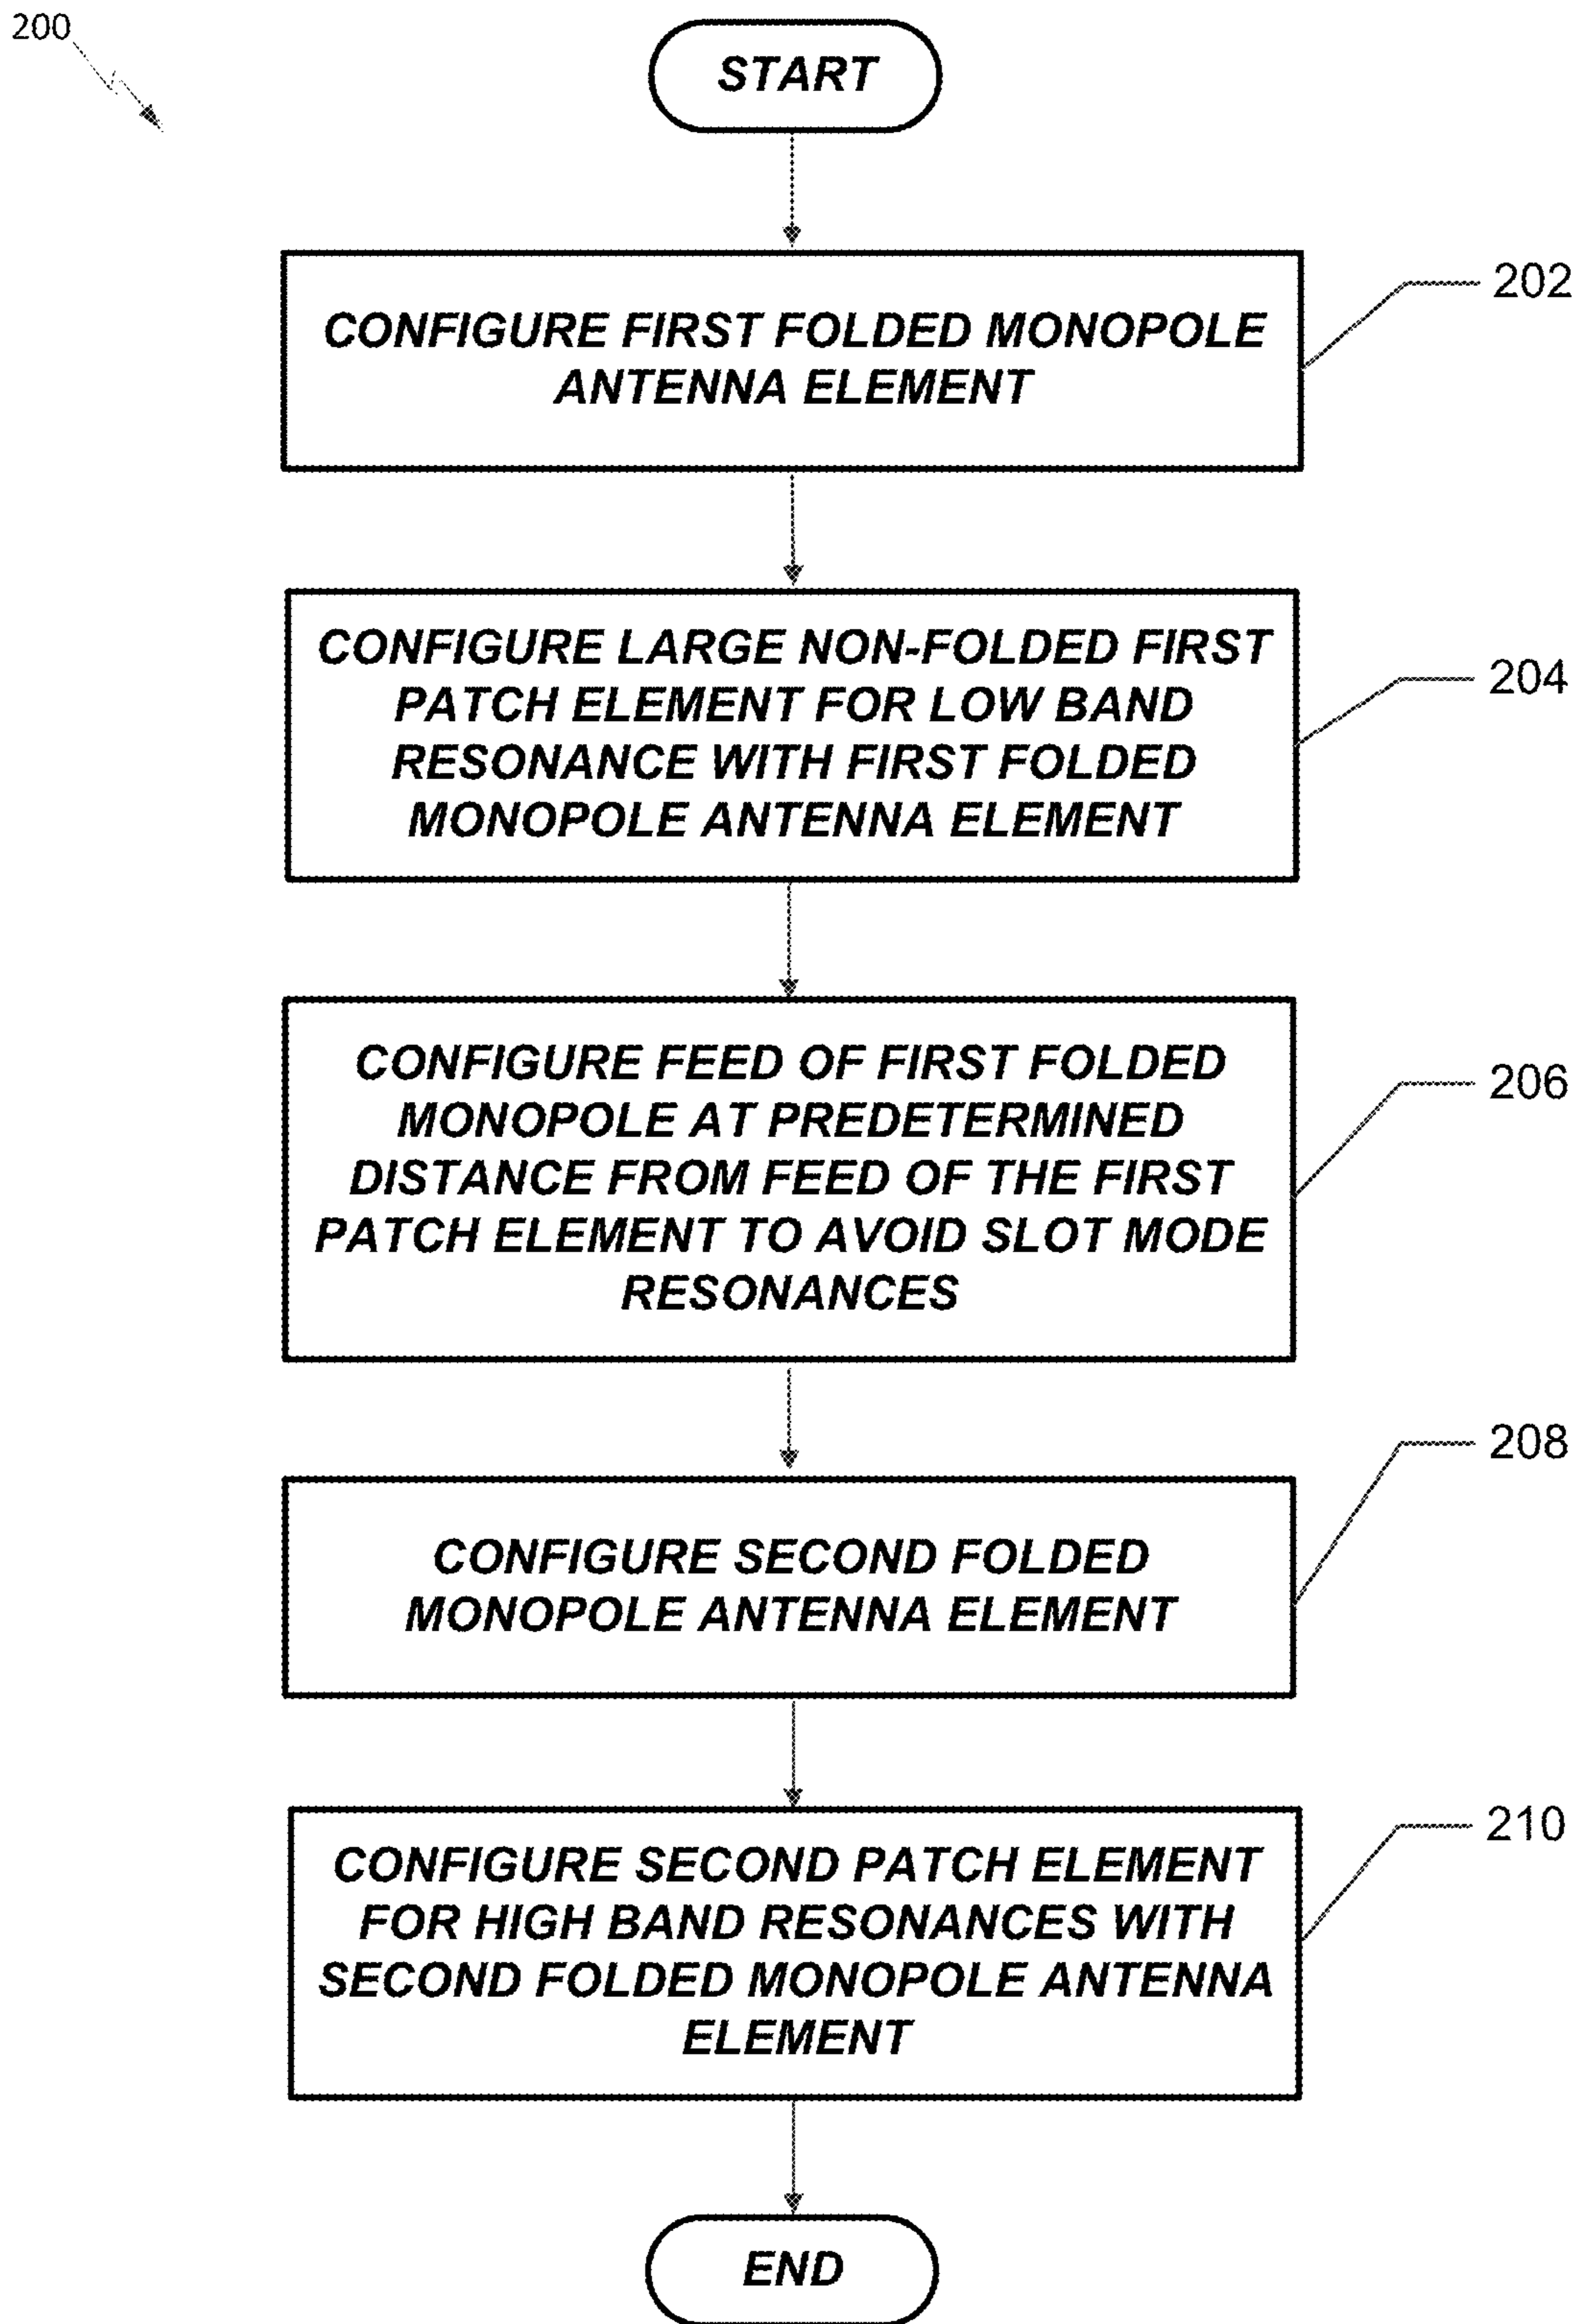 200
START
CONFIGURE FIRST FOLDED MONOPOLE
ANTENNA ELEMENT
202
CONFIGURE LARGE NON-FOLDED FIRST
PATCH ELEMENT FOR LOW BAND
RESONANCE WITH FIRST FOLDED
MONOPOLE ANTENNA ELEMENT
204
CONFIGURE FEED OF FIRST FOLDED
MONOPOLE AT PREDETERMINED
DISTANCE FROM FEED OF THE FIRST
PATCH ELEMENT TO AVOID SLOT MODE
RESONANCES
206
CONFIGURE SECOND FOLDED
MONOPOLE ANTENNA ELEMENT
208
CONFIGURE SECOND PATCH ELEMENT
FOR HIGH BAND RESONANCES WITH
SECOND FOLDED MONOPOLE ANTENNA
ELEMENT
210
END